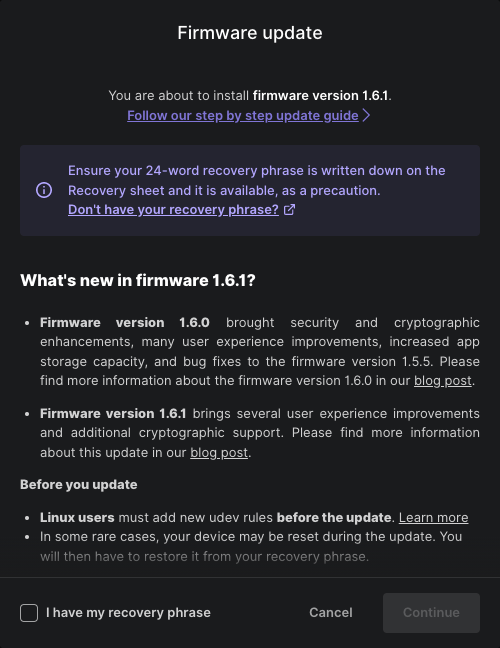 Firmware update
You are about to install firmware version 1.6.1.
Follow our step by step update guide
Ensure your 24-word recovery phrase is written down on the
Recovery sheet and it is available, as a precaution.
Don't have your recovery phrase?
What's new in firmware 1.6.1?
• Firmware version 1.6.0 brought security and cryptographic
enhancements, many user experience improvements, increased app
storage capacity, and bug fixes to the firmware version 1.5.5. Please
find more information about the firmware version 1.6.0 in our blog post.
• Firmware version 1.6.1 brings several user experience improvements
and additional cryptographic support. Please find more information
about this update in our blog post.
Before you update
• Linux users must add new udev rules before the update. Learn more
• In some rare cases, your device may be reset during the update. You
will then have to restore it from your recovery phrase.
I have my recovery phrase
Cancel
Continue